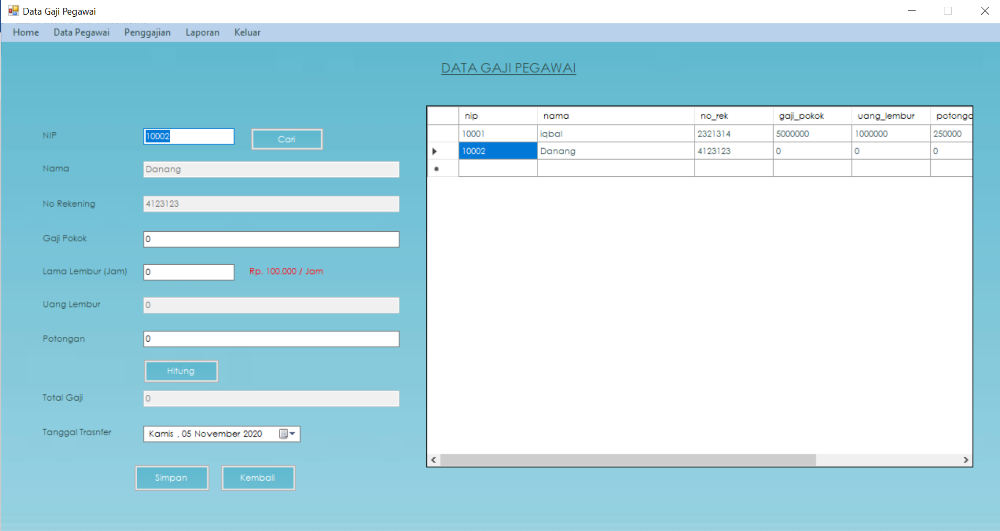 Data Gaji Pegawai
Home Data Pegawai Penggajian Laporan Keluar
DATA GAJI PEGAWAI
NIP 10002 Cari
Nama Danang
No Rekening 4123123
Gaji Pokok 0
Lama Lembur (Jam) 0 Rp. 100.000 / Jam
Uang Lembur 0
Potongan 0
Hitung
Total Gaji 0
Tanggal Trasnfer Kamis , 05 November 2020
Simpan Kembali
nip nama no_rek gaji_pokok uang_lembur potonga
10001 iqbal 2321314 5000000 1000000 250000
10002 Danang 4123123 0 0 0